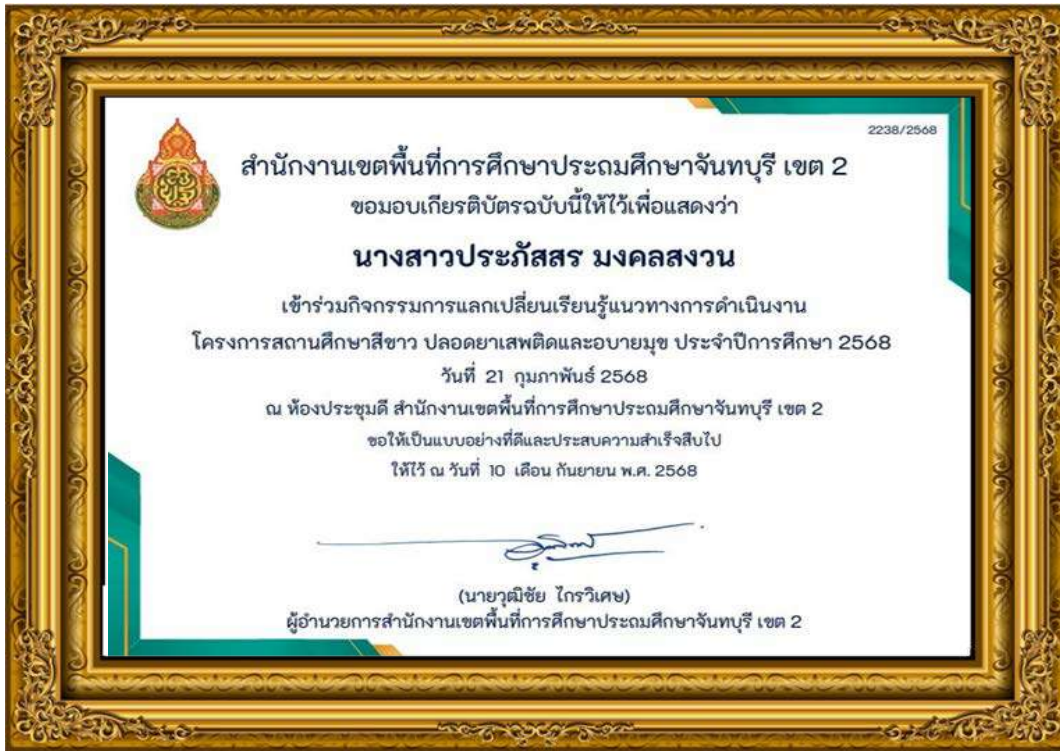 2238/2568
สำนักงานเขตพื้นที่การศึกษาประถมศึกษาจันทบุรี เขต 2
ขอมอบเกียรติบัตรฉบับนี้ให้ไว้เพื่อแสดงว่า
นางสาวประภัสสร มงคลสงวน
เข้าร่วมกิจกรรมการแลกเปลี่ยนเรียนรู้แนวทางการดำเนินงาน
โครงการสถานศึกษาสีขาว ปลอดยาเสพติดและอบายมุข ประจำปีการศึกษา 2568
วันที่ 21 กุมภาพันธ์ 2568
ณ ห้องประชุมดี สำนักงานเขตพื้นที่การศึกษาประถมศึกษาจันทบุรี เขต 2
ขอให้เป็นแบบอย่างที่ดีและประสบความสำเร็จสืบไป
ให้ไว้ ณ วันที่ 10 เดือน กันยายน พ.ศ. 2568
(นายวุฒิชัย ไกรวิเศษ)
ผู้อำนวยการสำนักงานเขตพื้นที่การศึกษาประถมศึกษาจันทบุรี เขต 2